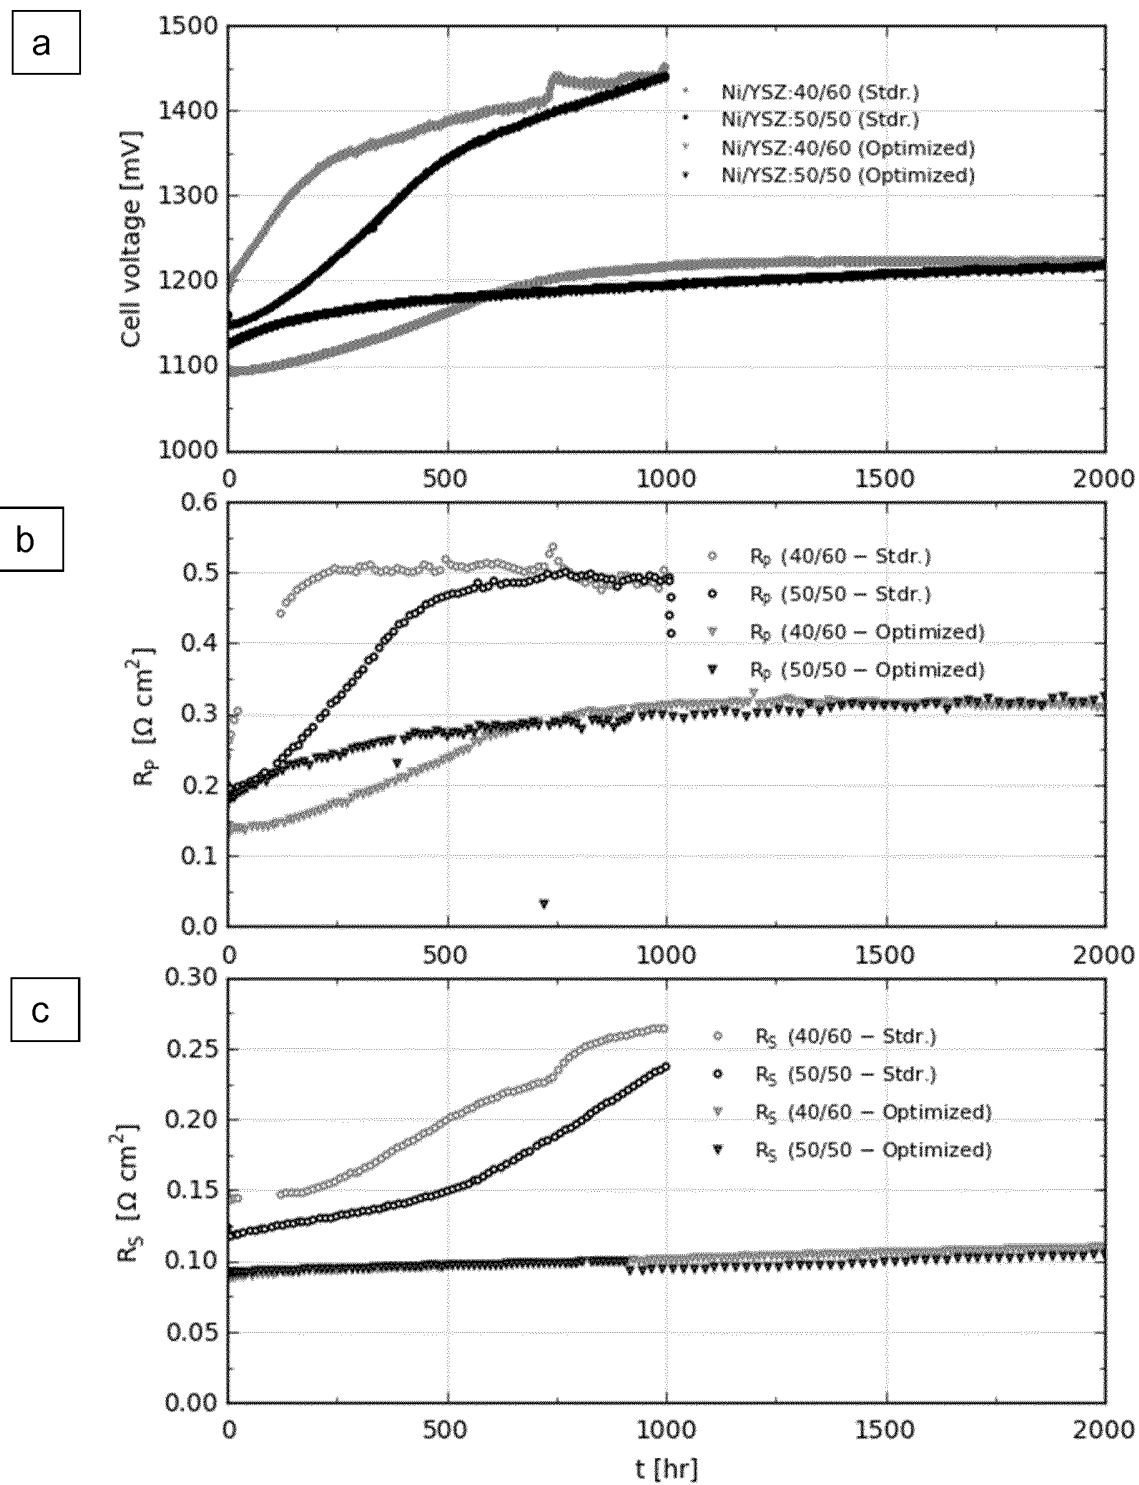 a
1500
1400
1300
1200
1100
1000
Cell voltage [mV]
Ni/YSZ:40/60 (Stdr.)
Ni/YSZ:50/50 (Stdr.)
Ni/YSZ:40/60 (Optimized)
Ni/YSZ:50/50 (Optimized)
0 500 1000 1500 2000
b
0.6
0.5
0.4
0.3
0.2
0.1
0.0
Rp [Ω cm²]
Rp (40/60 − Stdr.)
Rp (50/50 − Stdr.)
Rp (40/60 − Optimized)
Rp (50/50 − Optimized)
0 500 1000 1500 2000
c
0.30
0.25
0.20
0.15
0.10
0.05
0.00
RS [Ω cm²]
RS (40/60 − Stdr.)
RS (50/50 − Stdr.)
RS (40/60 − Optimized)
RS (50/50 − Optimized)
0 500 1000 1500 2000
t [hr]